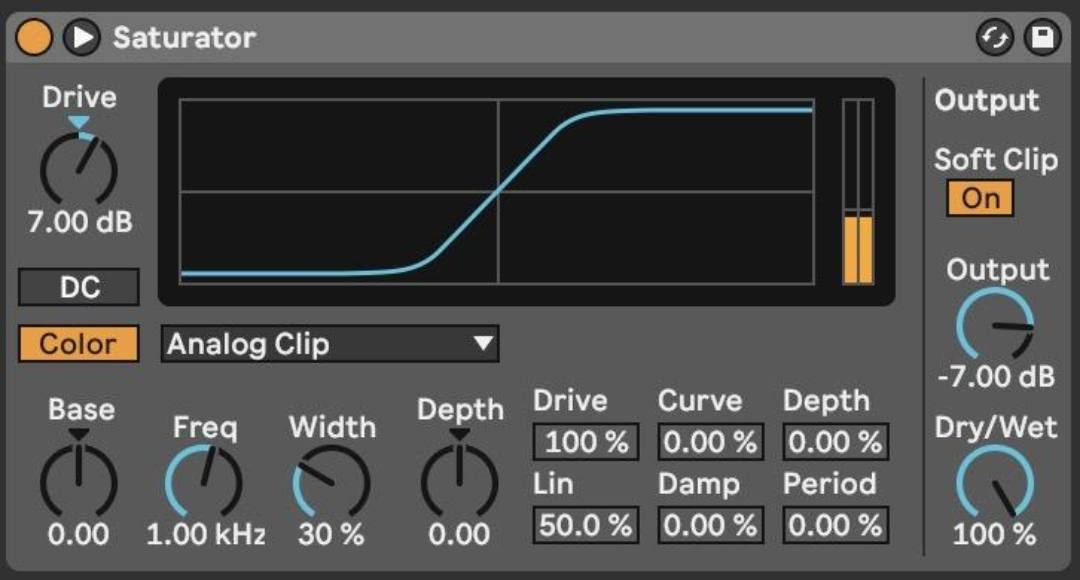 Saturator
Drive
7.00 dB
DC
Color
Analog Clip
Base
0.00
Freq
1.00 kHz
Width
30 %
Depth
0.00
Drive
100 %
Curve
0.00 %
Depth
0.00 %
Lin
50.0 %
Damp
0.00 %
Period
0.00 %
Output
Soft Clip
On
Output
-7.00 dB
Dry/Wet
100 %